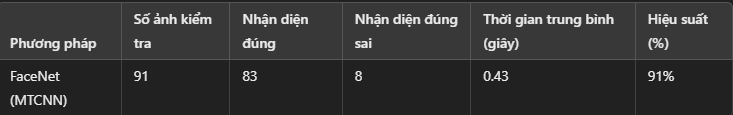 Phương pháp
Số ảnh kiểm
tra
Nhận diện
đúng
Nhận diện đúng
sai
Thời gian trung bình
(giây)
Hiệu suất
(%)
FaceNet
(MTCNN)
91
83
8
0.43
91%